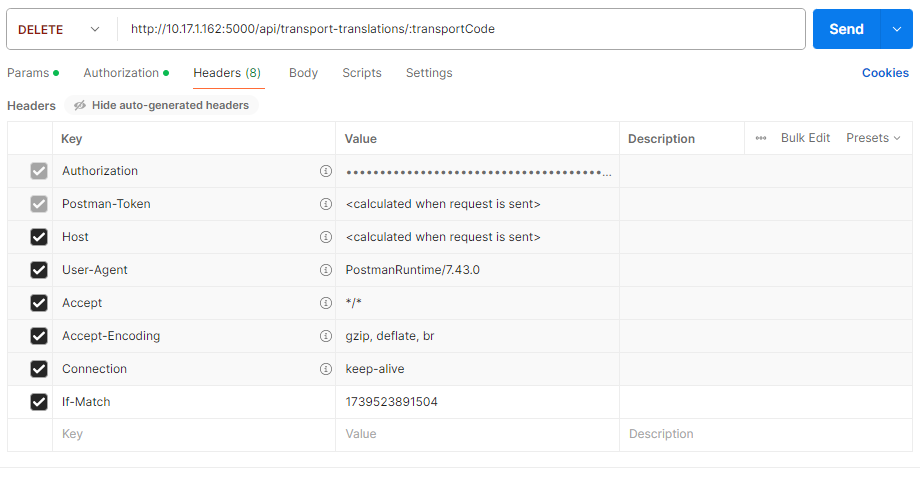 DELETE http://10.17.1.162:5000/api/transport-translations/:transportCode Send
Params Authorization Headers (8) Body Scripts Settings Cookies
Headers Hide auto-generated headers
Key Value Description Bulk Edit Presets
Authorization ••••••••••••••••••••••••••••••••••••••...
Postman-Token <calculated when request is sent>
Host <calculated when request is sent>
User-Agent PostmanRuntime/7.43.0
Accept */*
Accept-Encoding gzip, deflate, br
Connection keep-alive
If-Match 1739523891504
Key Value Description